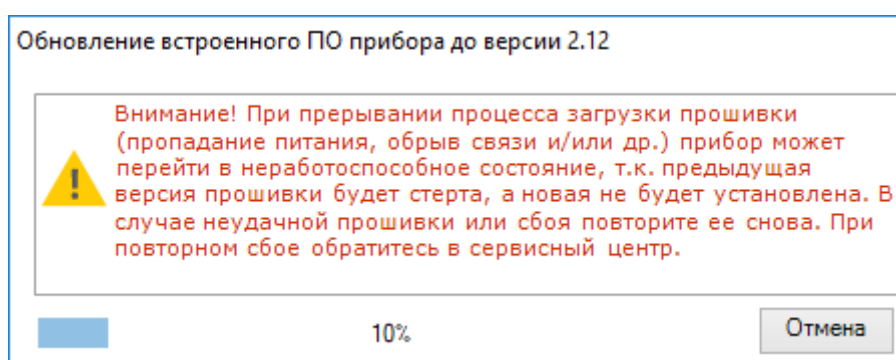 Обновление встроенного ПО прибора до версии 2.12
Внимание! При прерывании процесса загрузки прошивки
(пропадание питания, обрыв связи и/или др.) прибор может
перейти в неработоспособное состояние, т.к. предыдущая
версия прошивки будет стерта, а новая не будет установлена. В
случае неудачной прошивки или сбоя повторите ее снова. При
повторном сбое обратитесь в сервисный центр.
10%
Отмена